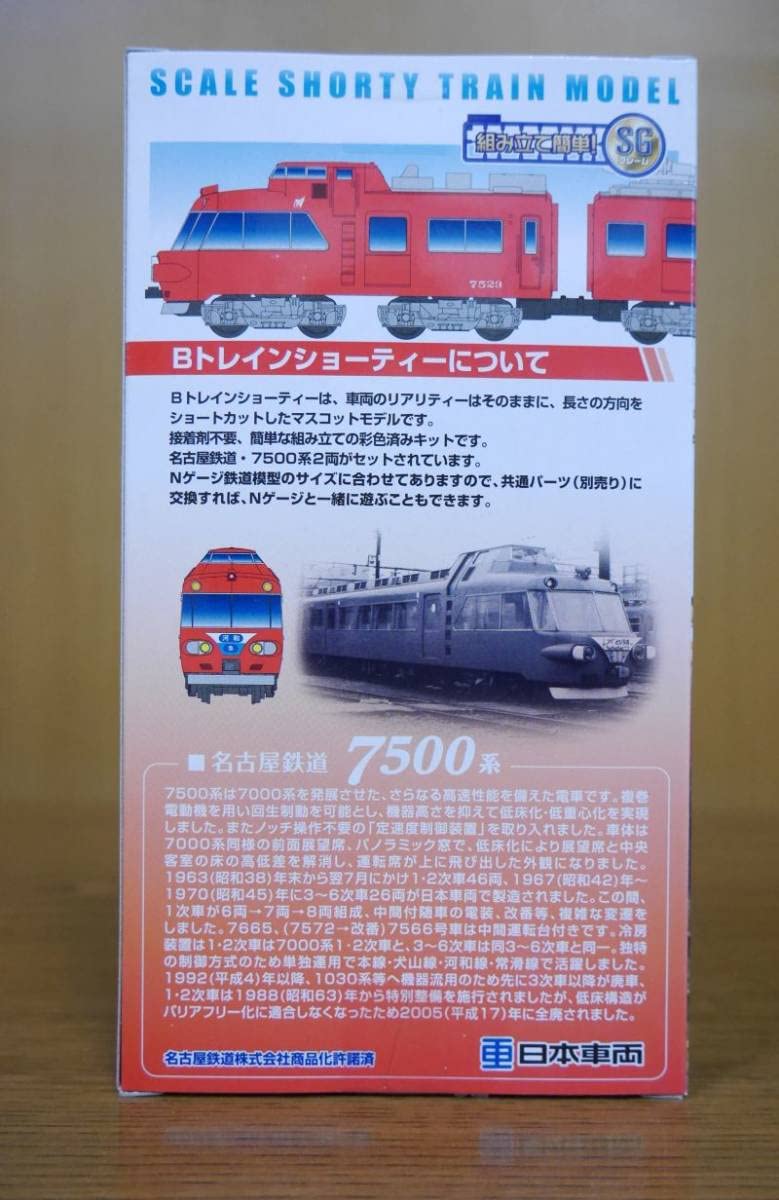 SCALE SHORTY TRAIN MODEL
組み立て簡単!
SG
フレーム
7523
Bトレインショーティーについて
Bトレインショーティーは、車両のリアリティーはそのままに、長さの方向を
ショートカットしたマスコットモデルです。
接着剤不要、簡単な組み立ての彩色済みキットです。
名古屋鉄道・7500系2両がセットされています。
Nゲージ鉄道模型のサイズに合わせてありますので、共通パーツ(別売り)に
交換すれば、Nゲージと一緒に遊ぶこともできます。
河和
■名古屋鉄道 7500系
7500系は7000系を発展させた、さらなる高速性能を備えた電車です。複巻
電動機を用い回生制動を可能とし、機器高さを抑えて低床化・低重心化を実現
しました。またノッチ操作不要の「定速度制御装置」を取り入れました。車体は
7000系同様の前面展望席、パノラミック窓で、低床化により展望席と中央
客室の床の高低差を解消し、運転席が上に飛び出した外観になりました。
1963(昭和38)年末から翌7月にかけ1・2次車46両、1967(昭和42)年〜
1970(昭和45)年に3〜6次車26両が日本車両で製造されました。この間、
1次車が6両→7両→8両組成、中間付随車の電装、改番等、複雑な変遷を
しました。7665、(7572→改番)7566号車は中間運転台付きです。冷房
装置は1・2次車は7000系1・2次車と、3〜6次車は同3〜6次車と同一。独特
の制御方式のため単独運用で本線・犬山線・河和線・常滑線で活躍しました。
1992(平成4)年以降、1030系等へ機器流用のため先に3次車以降が廃車、
1・2次車は1988(昭和63)年から特別整備を施行されましたが、低床構造が
バリアフリー化に適合しなくなったため2005(平成17)年に全廃されました。
名古屋鉄道株式会社商品化許諾済
日本車両